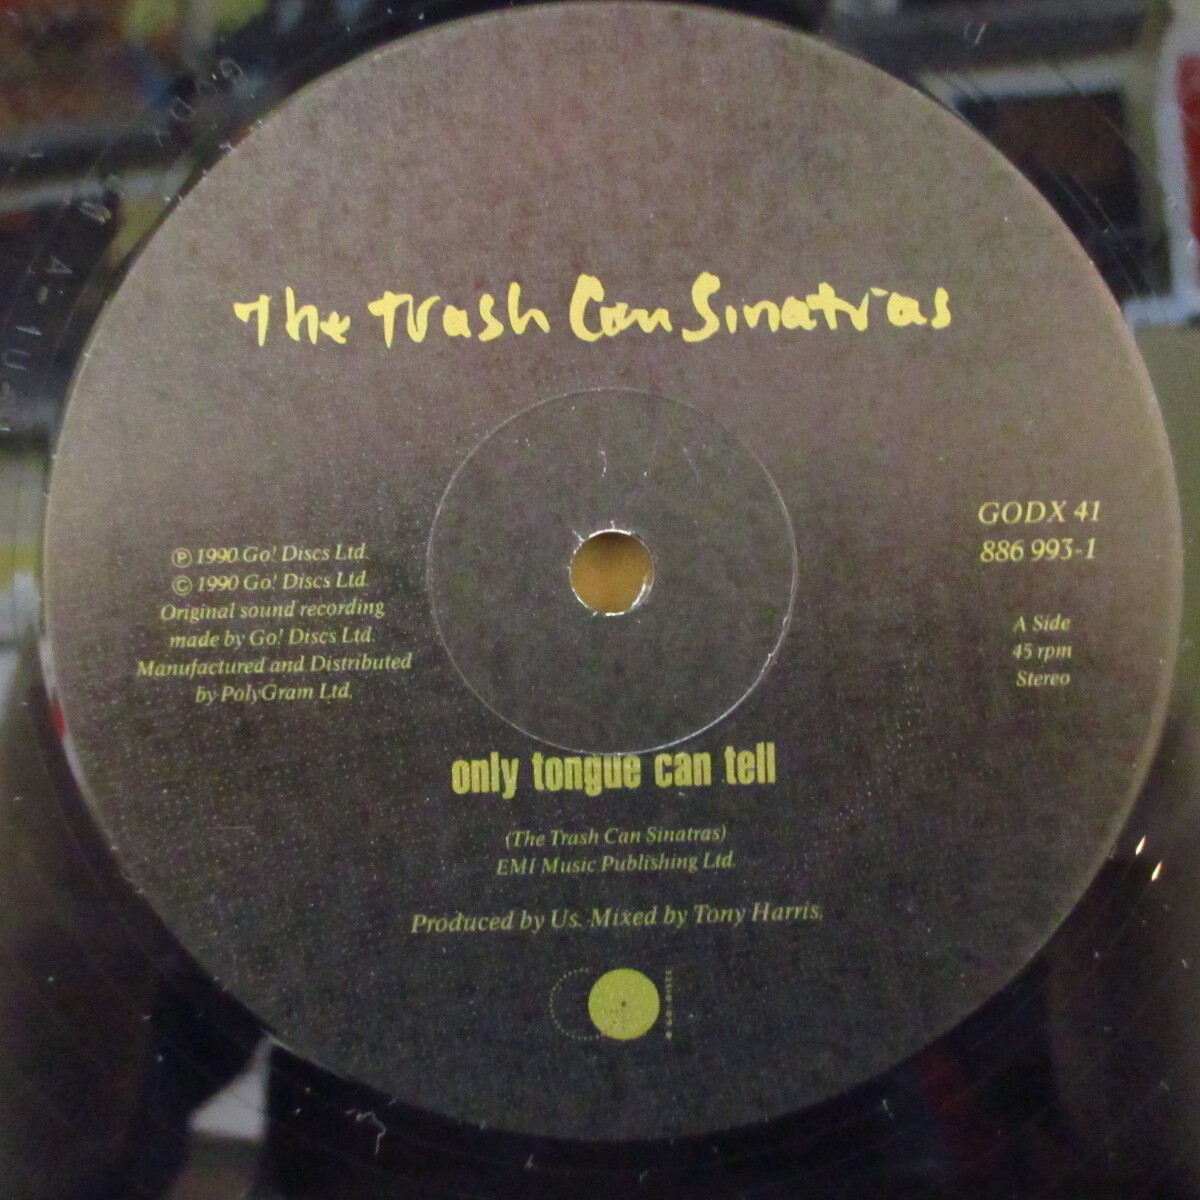 The Trash Can Sinatras
GODX 41
886 993-1
A Side
45 rpm
Stereo
℗ 1990 Go! Discs Ltd.
© 1990 Go! Discs Ltd.
Original sound recording
made by Go! Discs Ltd.
Manufactured and Distributed
by PolyGram Ltd.
only tongue can tell
(The Trash Can Sinatras)
EMI Music Publishing Ltd.
Produced by Us. Mixed by Tony Harris.